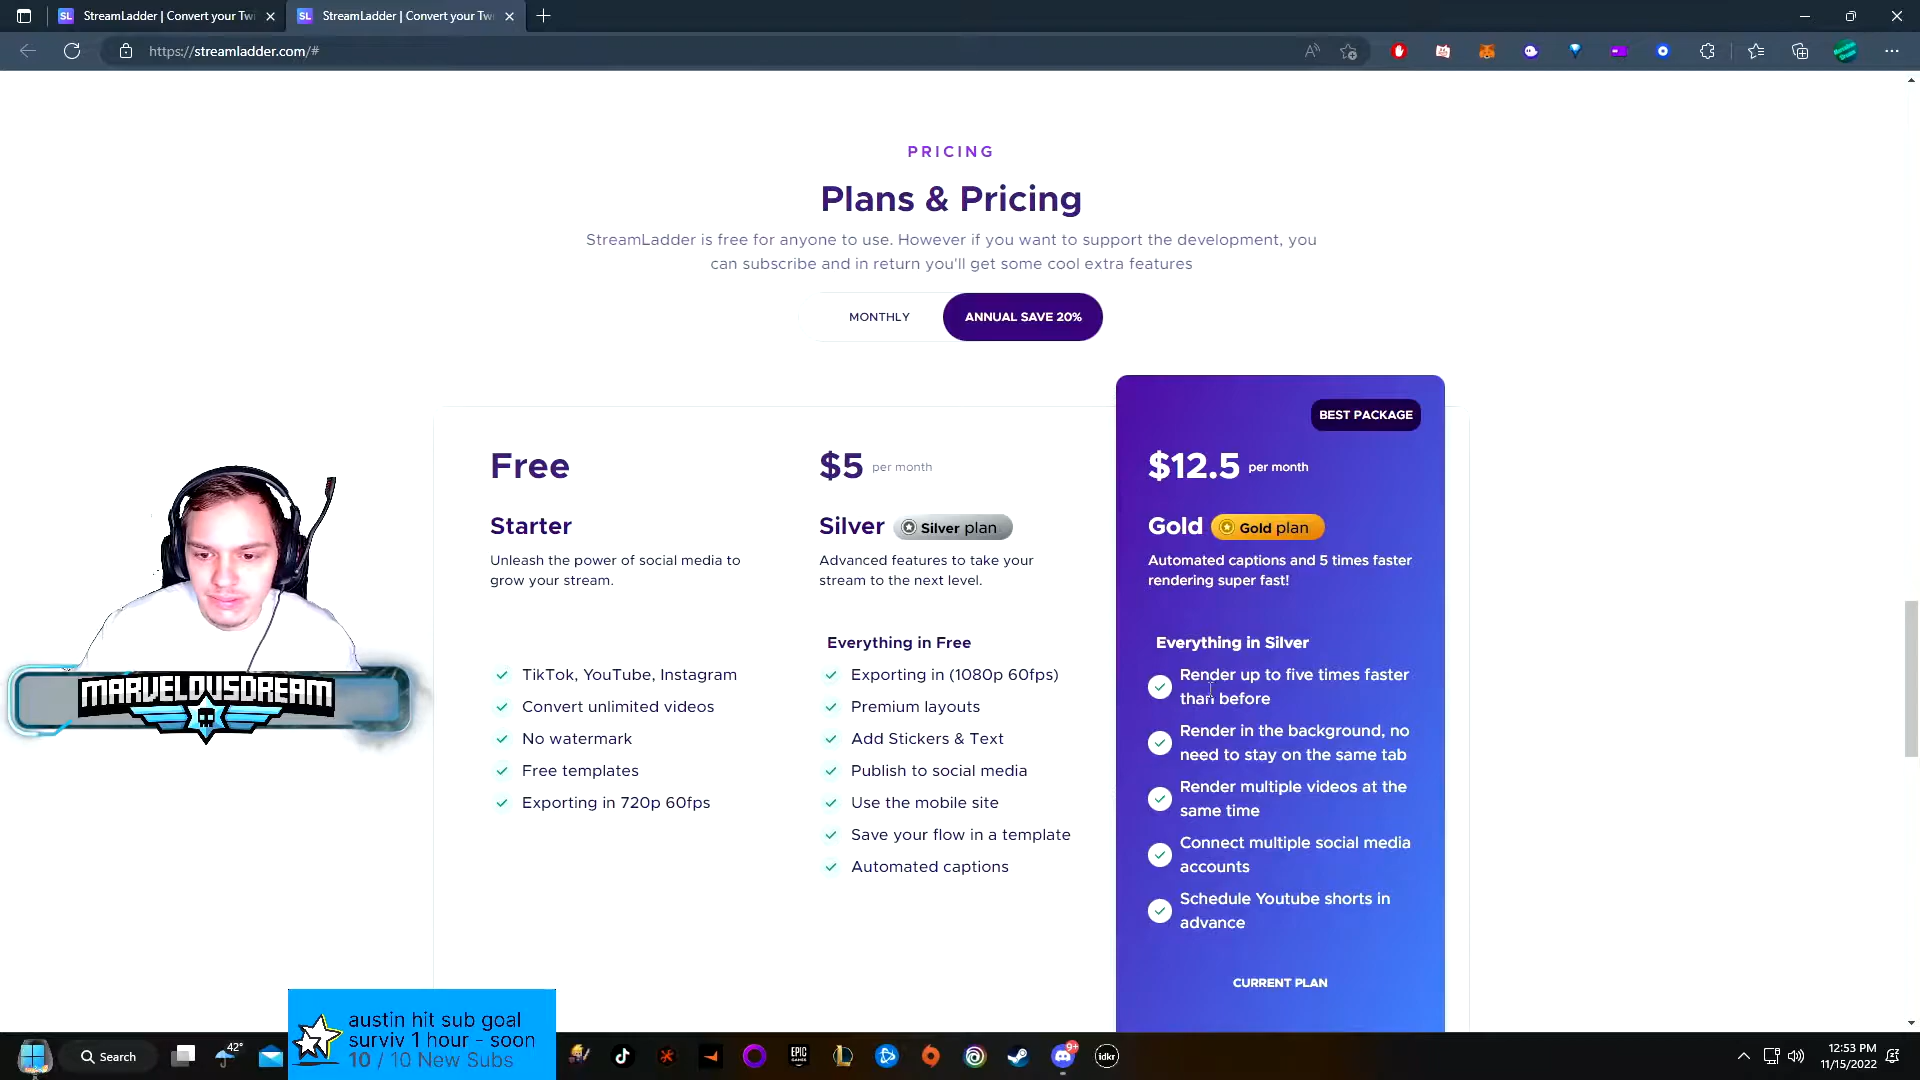 StreamLadder | Convert your Tw
StreamLadder | Convert your Tw
https://streamladder.com/#
PRICING
Plans & Pricing
StreamLadder is free for anyone to use. However if you want to support the development, you
can subscribe and in return you'll get some cool extra features
MONTHLY
ANNUAL SAVE 20%
BEST PACKAGE
Free
Starter
Unleash the power of social media to
grow your stream.
TikTok, YouTube, Instagram
Convert unlimited videos
No watermark
Free templates
Exporting in 720p 60fps
$5 per month
Silver Silver plan
Advanced features to take your
stream to the next level.
Everything in Free
Exporting in (1080p 60fps)
Premium layouts
Add Stickers & Text
Publish to social media
Use the mobile site
Save your flow in a template
Automated captions
$12.5 per month
Gold Gold plan
Automated captions and 5 times faster
rendering super fast!
Everything in Silver
Render up to five times faster
than before
Render in the background, no
need to stay on the same tab
Render multiple videos at the
same time
Connect multiple social media
accounts
Schedule Youtube shorts in
advance
CURRENT PLAN
MARVELOUSDREAM
austin hit sub goal
surviv 1 hour - soon
10 / 10 New Subs
Search
42°
EPIC
GAMES
9+
idkr
12:53 PM
11/15/2022